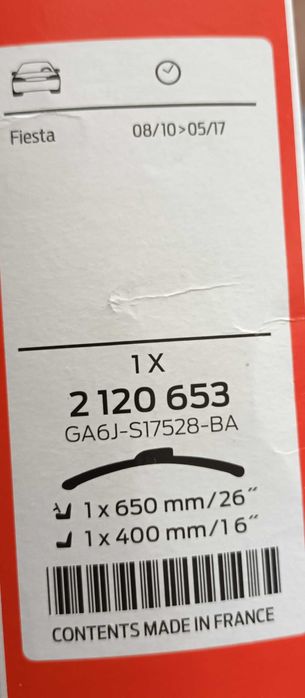 Fiesta 08/10>05/17
1 X
2 120 653
GA6J-S17528-BA
1 x 650 mm/26″
1 x 400 mm/16″
CONTENTS MADE IN FRANCE